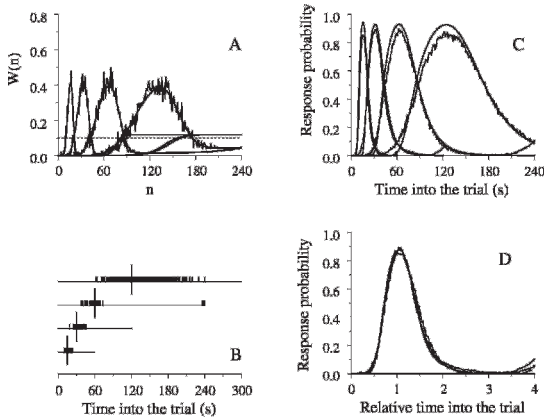 0.8
0.6
0.4
0.2
0.0
W(n)
A
0 60 120 180 240
n
1.0
0.8
0.6
0.4
0.2
0.0
Response probability
C
0 60 120 180 240
Time into the trial (s)
B
0 60 120 180 240 300
Time into the trial (s)
1.0
0.8
0.6
0.4
0.2
0.0
Response probability
D
0 1 2 3 4
Relative time into the trial